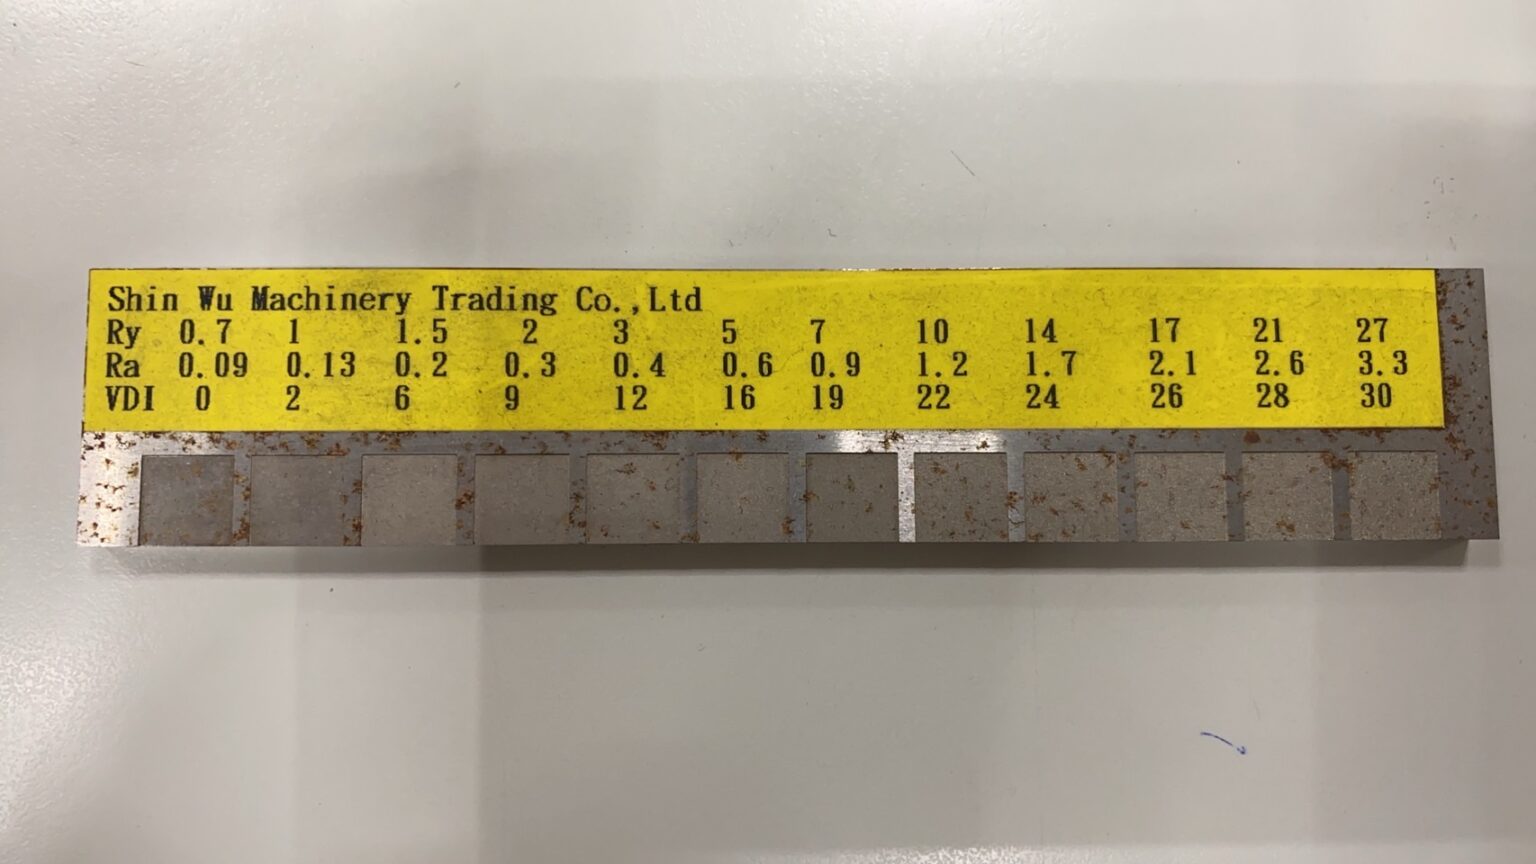 Shin Wu Machinery Trading Co.,Ltd
Ry 0.7 1 1.5 2 3 5 7 10 14 17 21 27
Ra 0.09 0.13 0.2 0.3 0.4 0.6 0.9 1.2 1.7 2.1 2.6 3.3
VDI 0 2 6 9 12 16 19 22 24 26 28 30